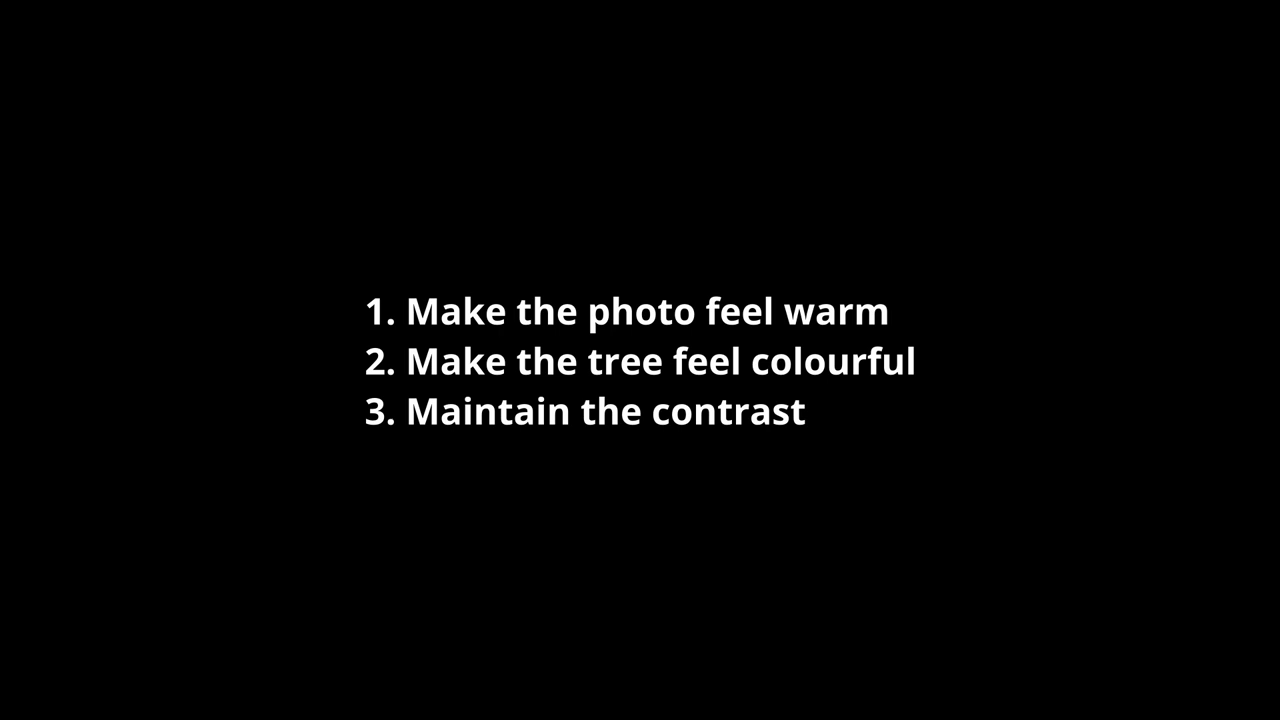 1. Make the photo feel warm
2. Make the tree feel colourful
3. Maintain the contrast